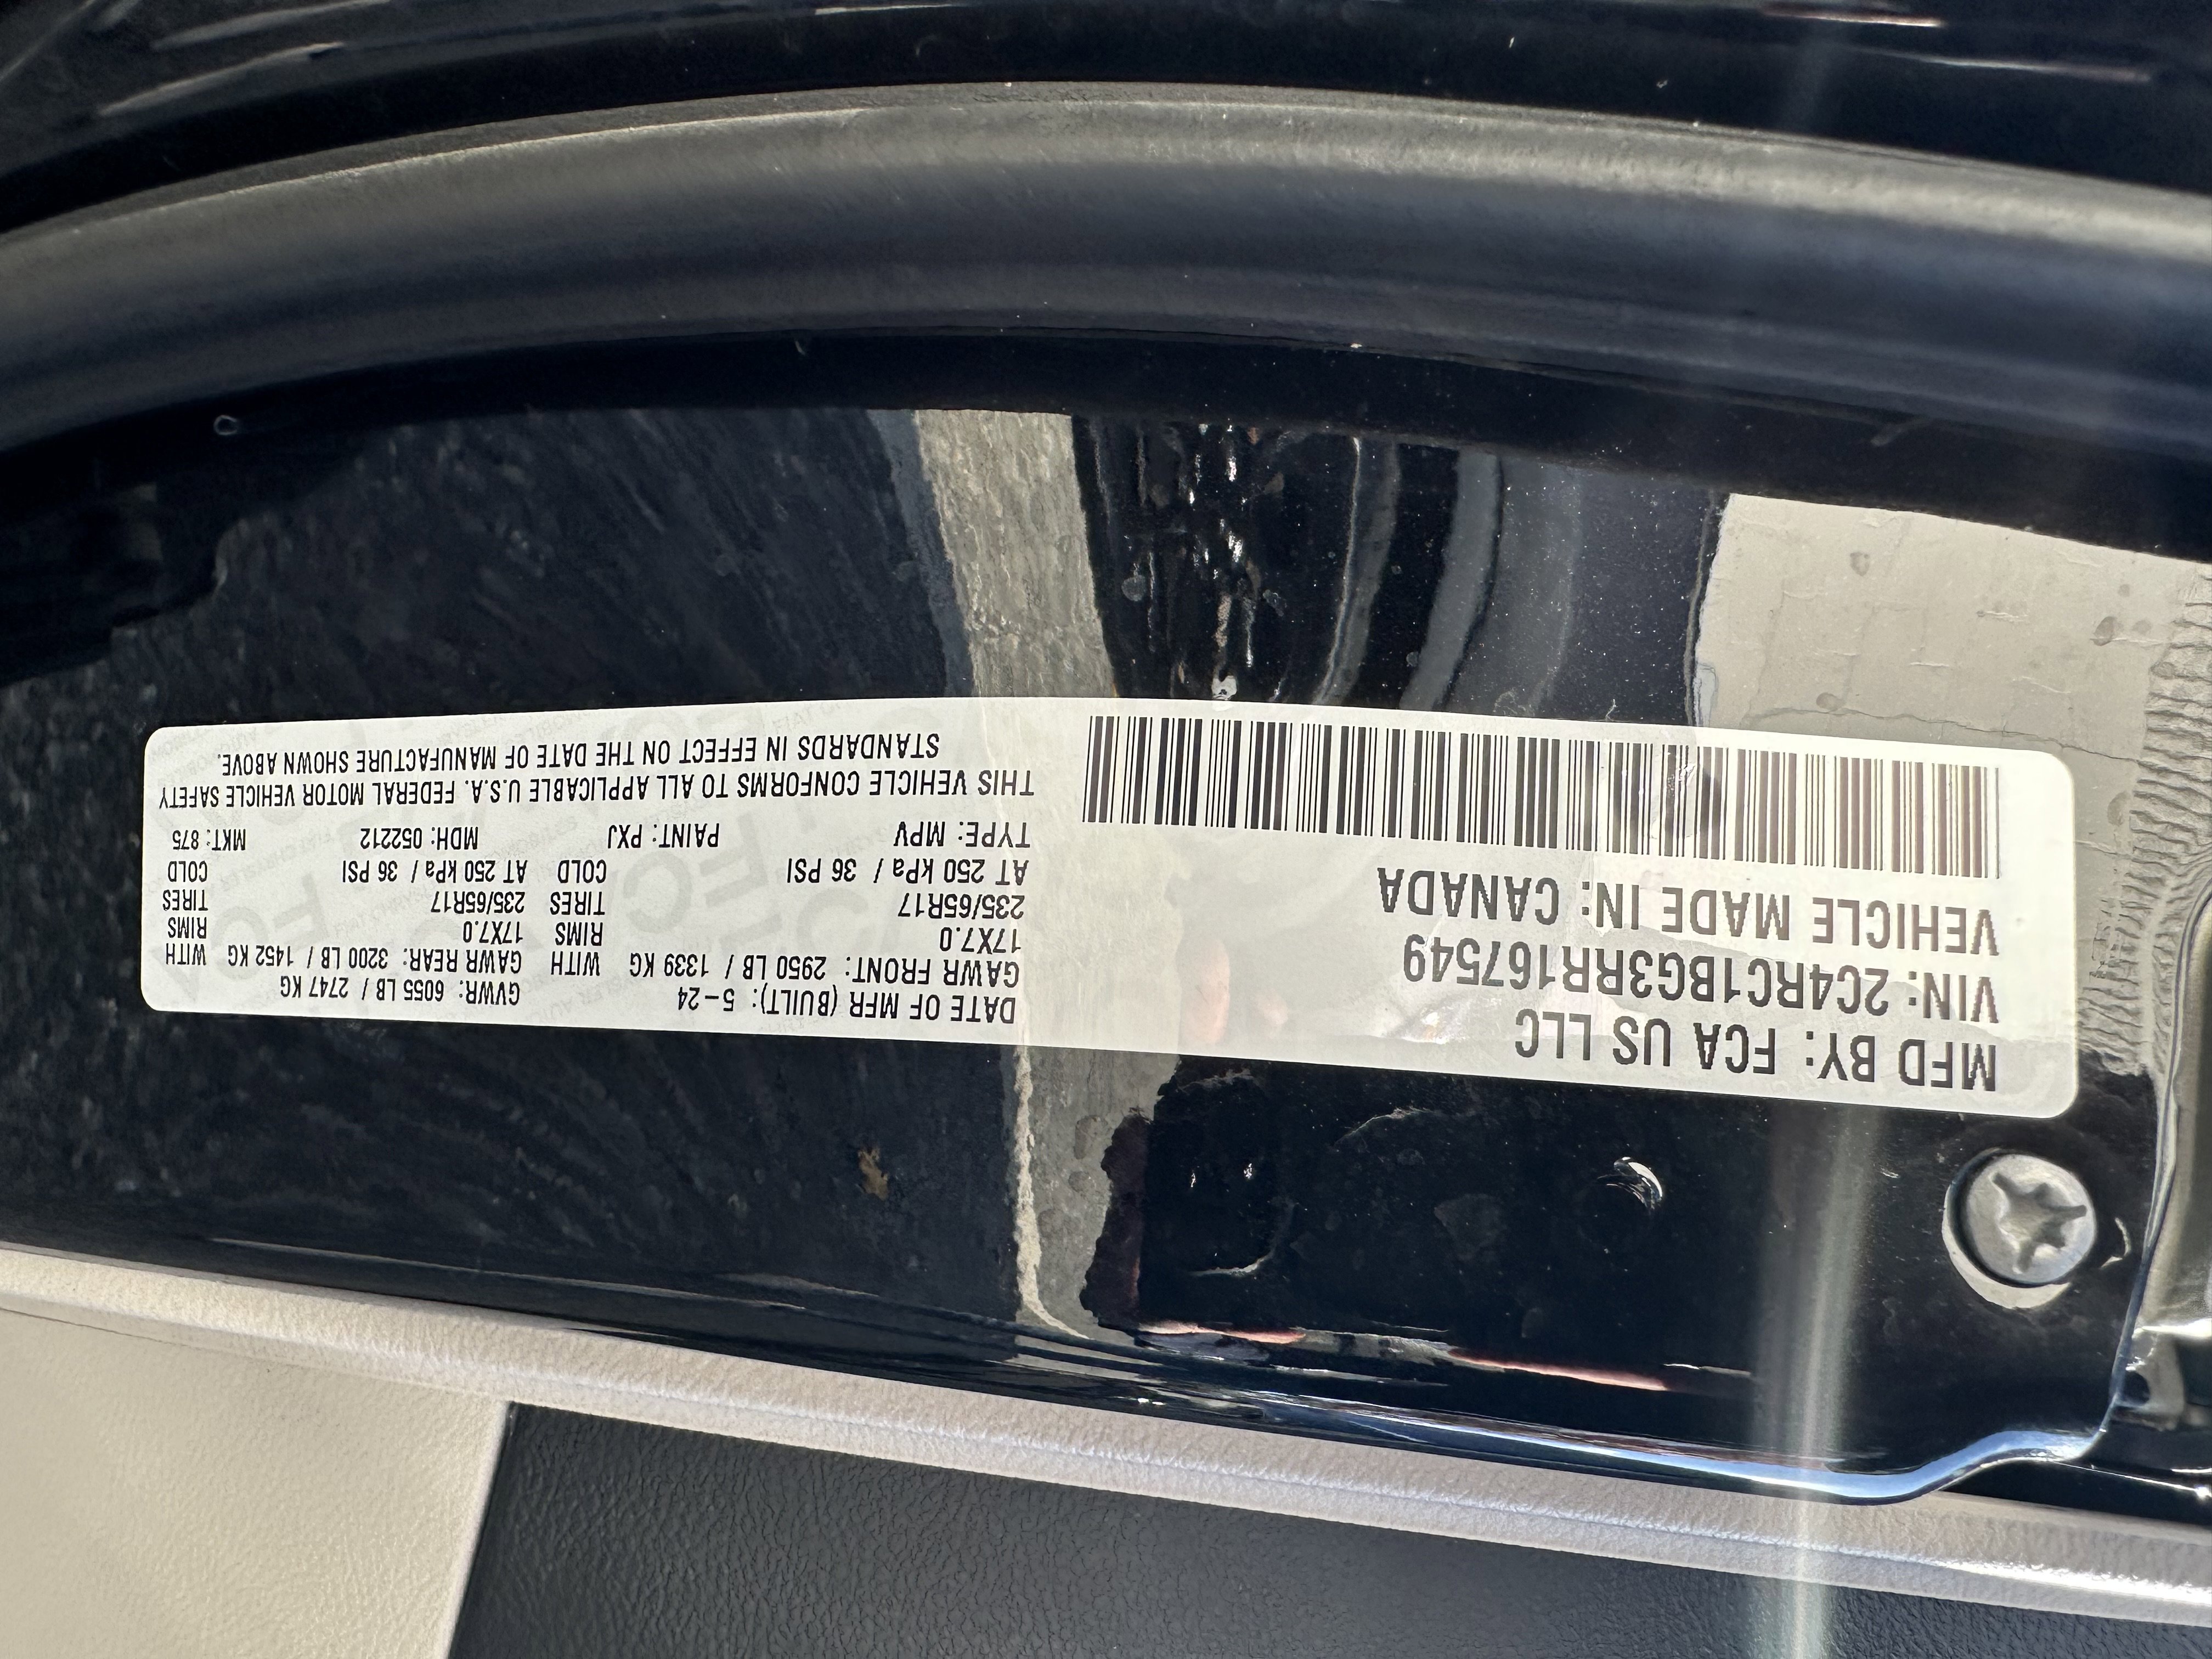 MFD BY: FCA US LLC
VIN: 2C4RC1BG3RR167549
VEHICLE MADE IN: CANADA
DATE OF MFR (BUILT): 5-24 GVWR: 6055 LB / 2747 KG
GAWR FRONT: 2950 LB / 1339 KG WITH GAWR REAR: 3200 LB / 1452 KG WITH
17X7.0 RIMS 17X7.0 RIMS
235/65R17 TIRES 235/65R17 TIRES
AT 250 kPa / 36 PSI COLD AT 250 kPa / 36 PSI COLD
TYPE: MPV PAINT: PXJ MDH: 052212 MKT: 875
THIS VEHICLE CONFORMS TO ALL APPLICABLE U.S.A. FEDERAL MOTOR VEHICLE SAFETY
STANDARDS IN EFFECT ON THE DATE OF MANUFACTURE SHOWN ABOVE.